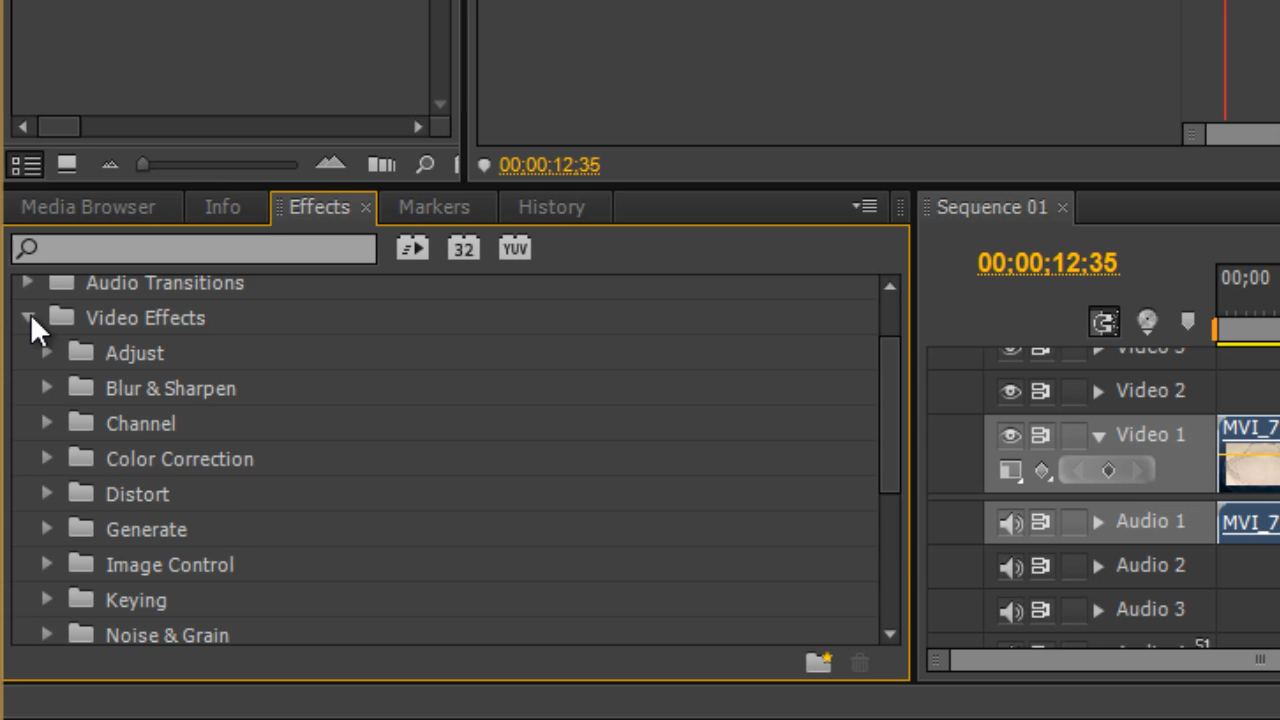 00;00;12;35
Media Browser
Info
Effects
Markers
History
Sequence 01
32
YUV
00;00;12;35
00;00
Audio Transitions
Video Effects
Adjust
Blur & Sharpen
Channel
Color Correction
Distort
Generate
Image Control
Keying
Noise & Grain
Video 3
Video 2
Video 1
MVI_7
Audio 1
MVI_7
Audio 2
Audio 3